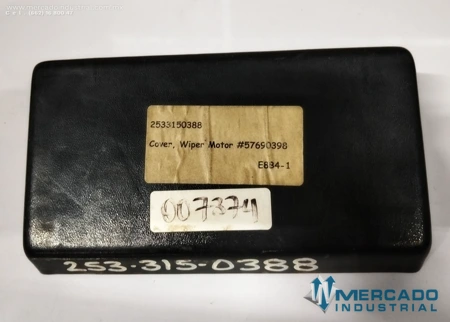 2533150388
Cover, Wiper Motor #57690398
E834-1
007374
253-315-0388
MERCADO
INDUSTRIAL